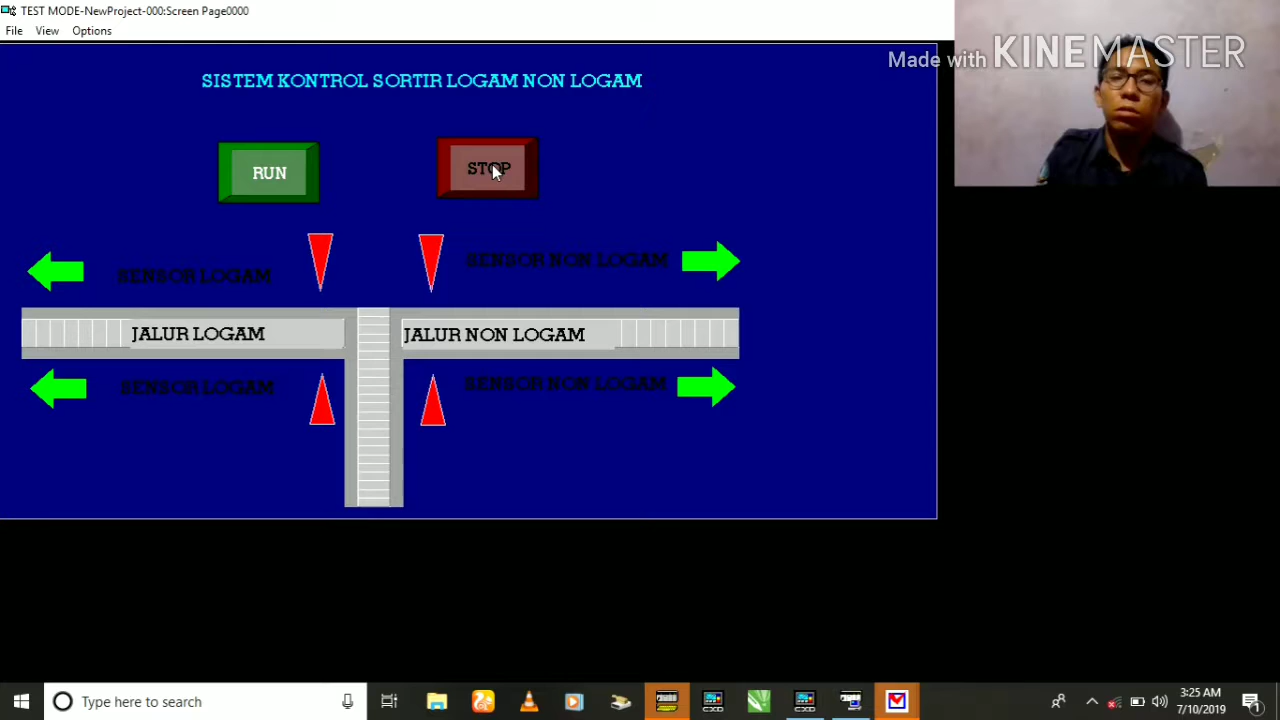 TEST MODE-NewProject-000:Screen Page0000
File View Options
Made with KINEMASTER
SISTEM KONTROL SORTIR LOGAM NON LOGAM
RUN
STOP
SENSOR LOGAM
SENSOR NON LOGAM
JALUR LOGAM
JALUR NON LOGAM
SENSOR LOGAM
SENSOR NON LOGAM
Type here to search
3:25 AM
7/10/2019